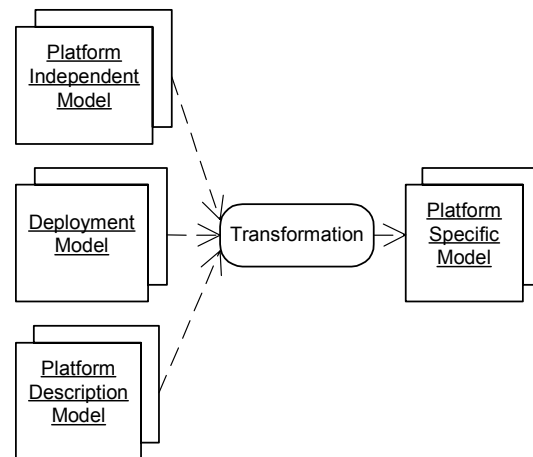 Platform
Independent
Model
Deployment
Model
Transformation
Platform
Specific
Model
Platform
Description
Model